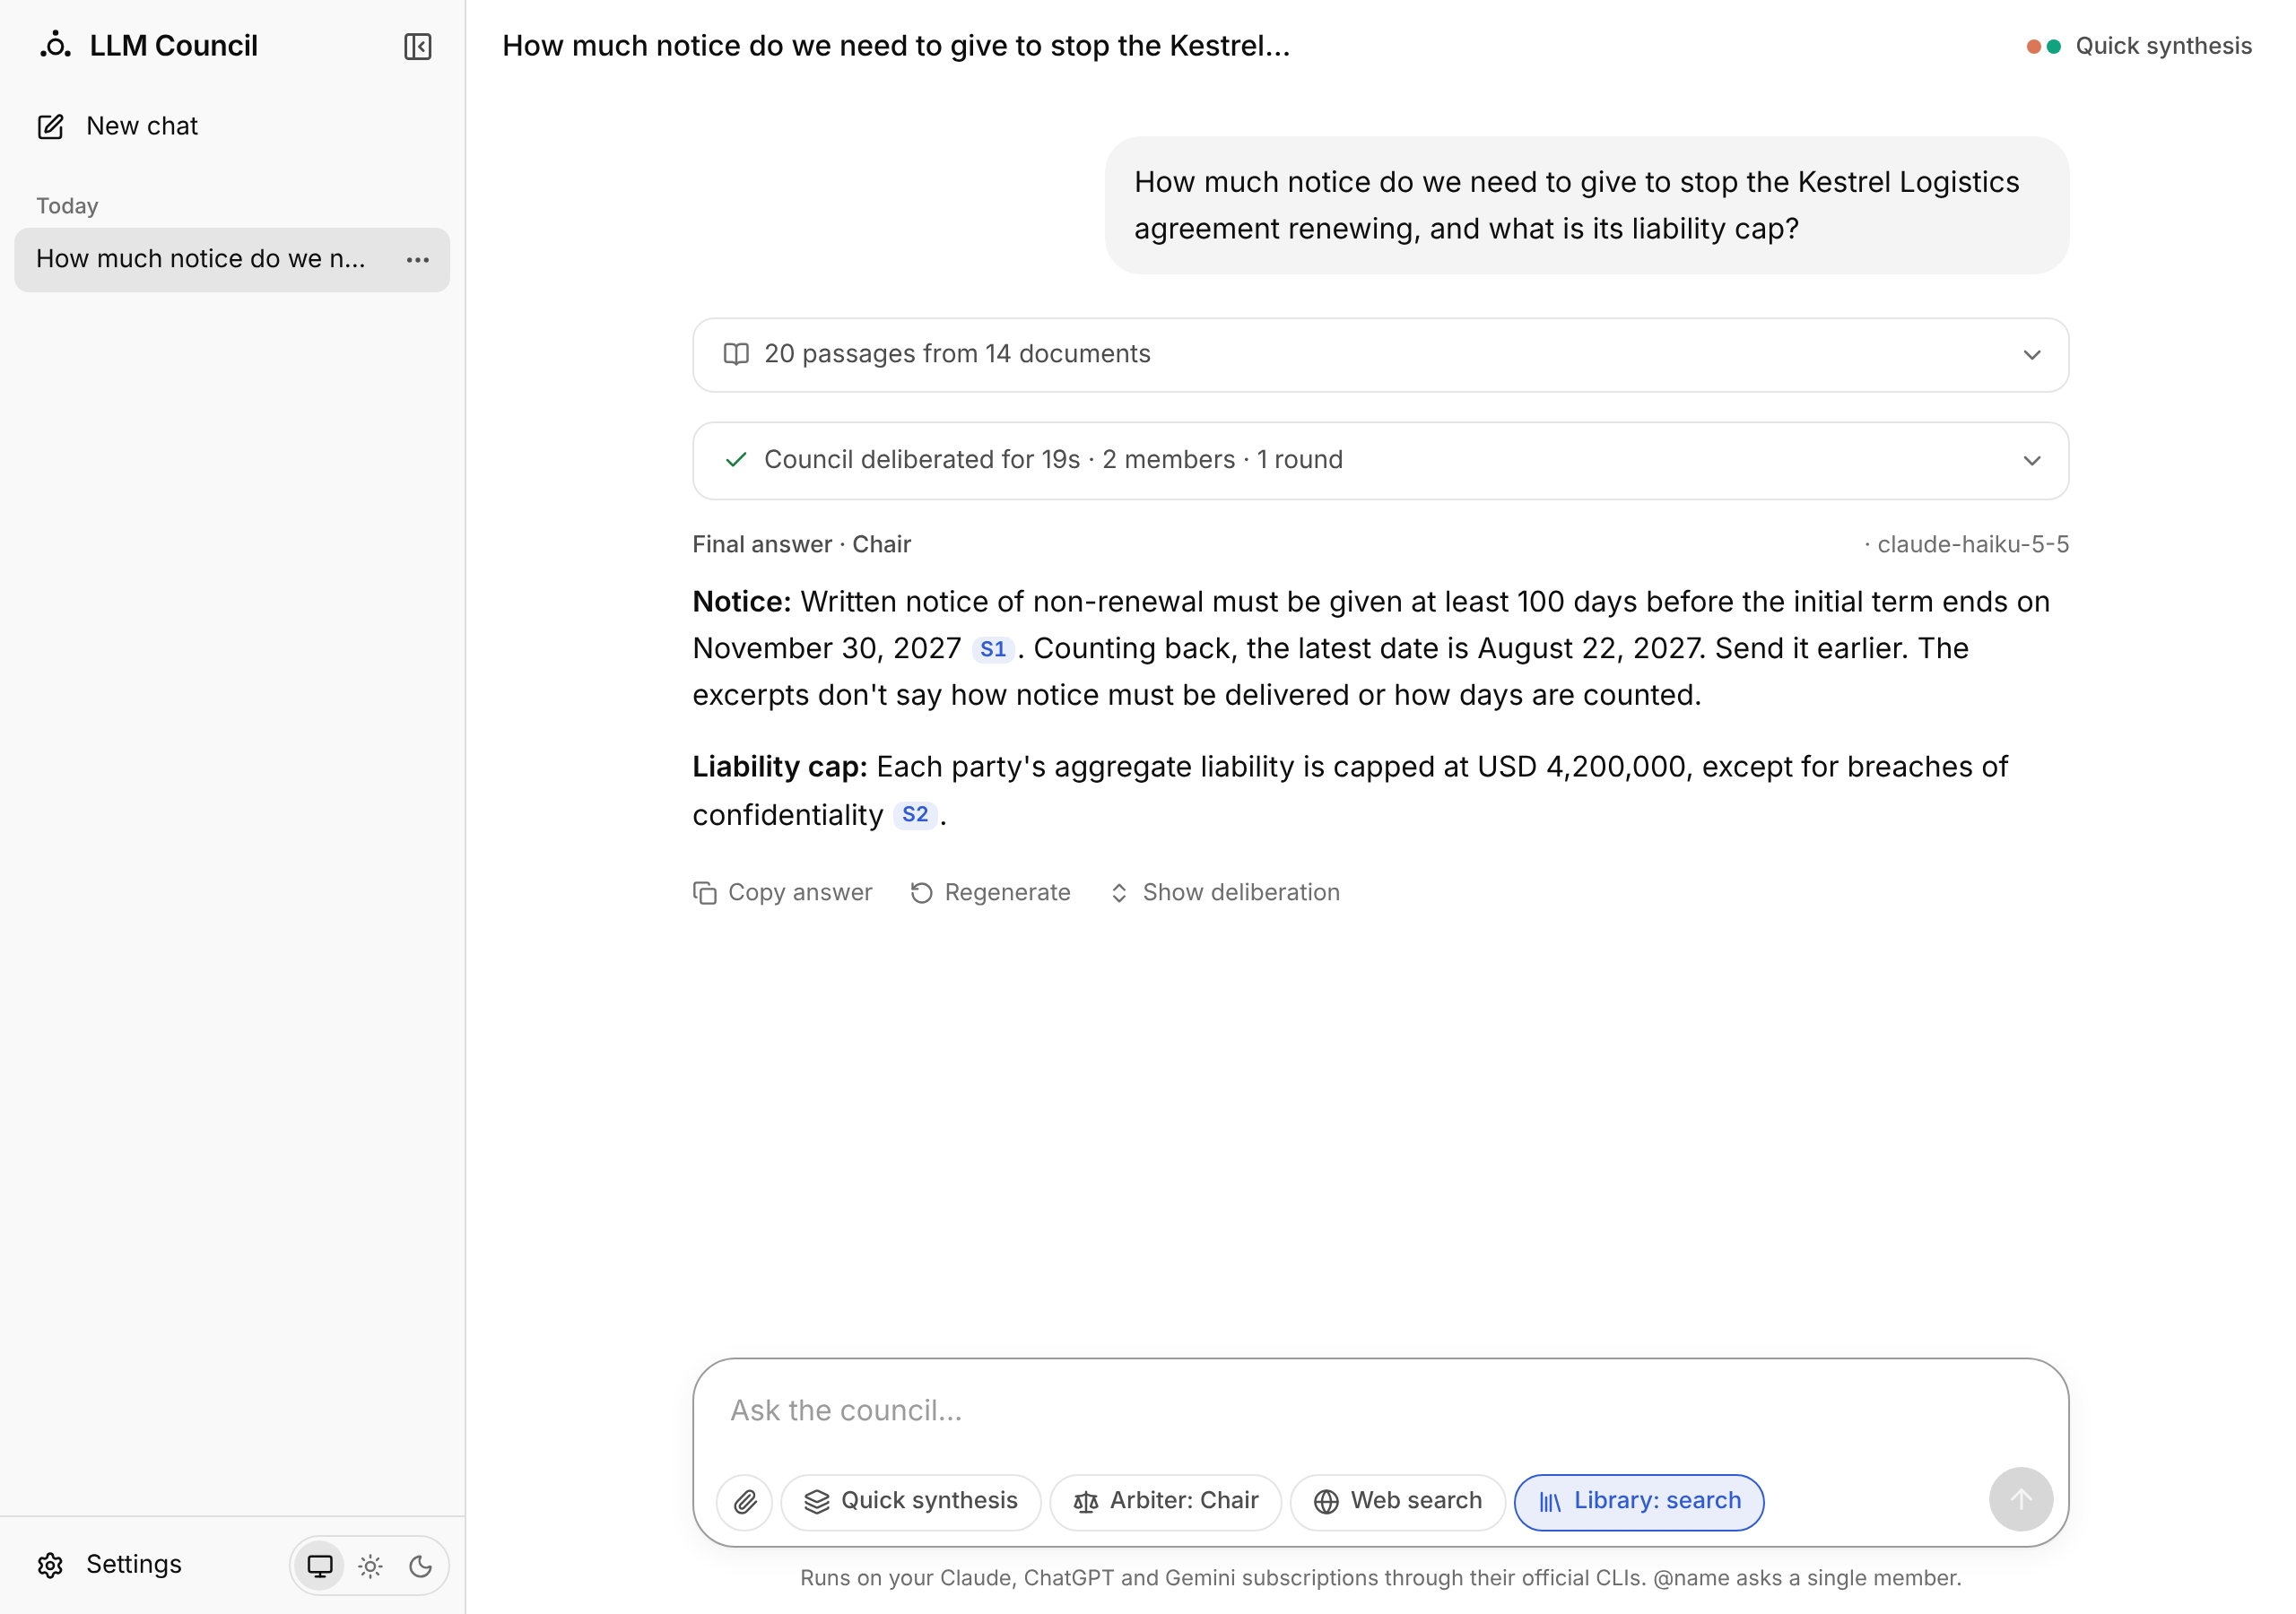 LLM Council
New chat
Today
How much notice do we n...
How much notice do we need to give to stop the Kestrel...
Quick synthesis
How much notice do we need to give to stop the Kestrel Logistics
agreement renewing, and what is its liability cap?
20 passages from 14 documents
Council deliberated for 19s · 2 members · 1 round
Final answer · Chair
· claude-haiku-5-5
Notice: Written notice of non-renewal must be given at least 100 days before the initial term ends on
November 30, 2027 S1. Counting back, the latest date is August 22, 2027. Send it earlier. The
excerpts don't say how notice must be delivered or how days are counted.
Liability cap: Each party's aggregate liability is capped at USD 4,200,000, except for breaches of
confidentiality S2.
Copy answer
Regenerate
Show deliberation
Ask the council...
Quick synthesis
Arbiter: Chair
Web search
Library: search
Settings
Runs on your Claude, ChatGPT and Gemini subscriptions through their official CLIs. @name asks a single member.